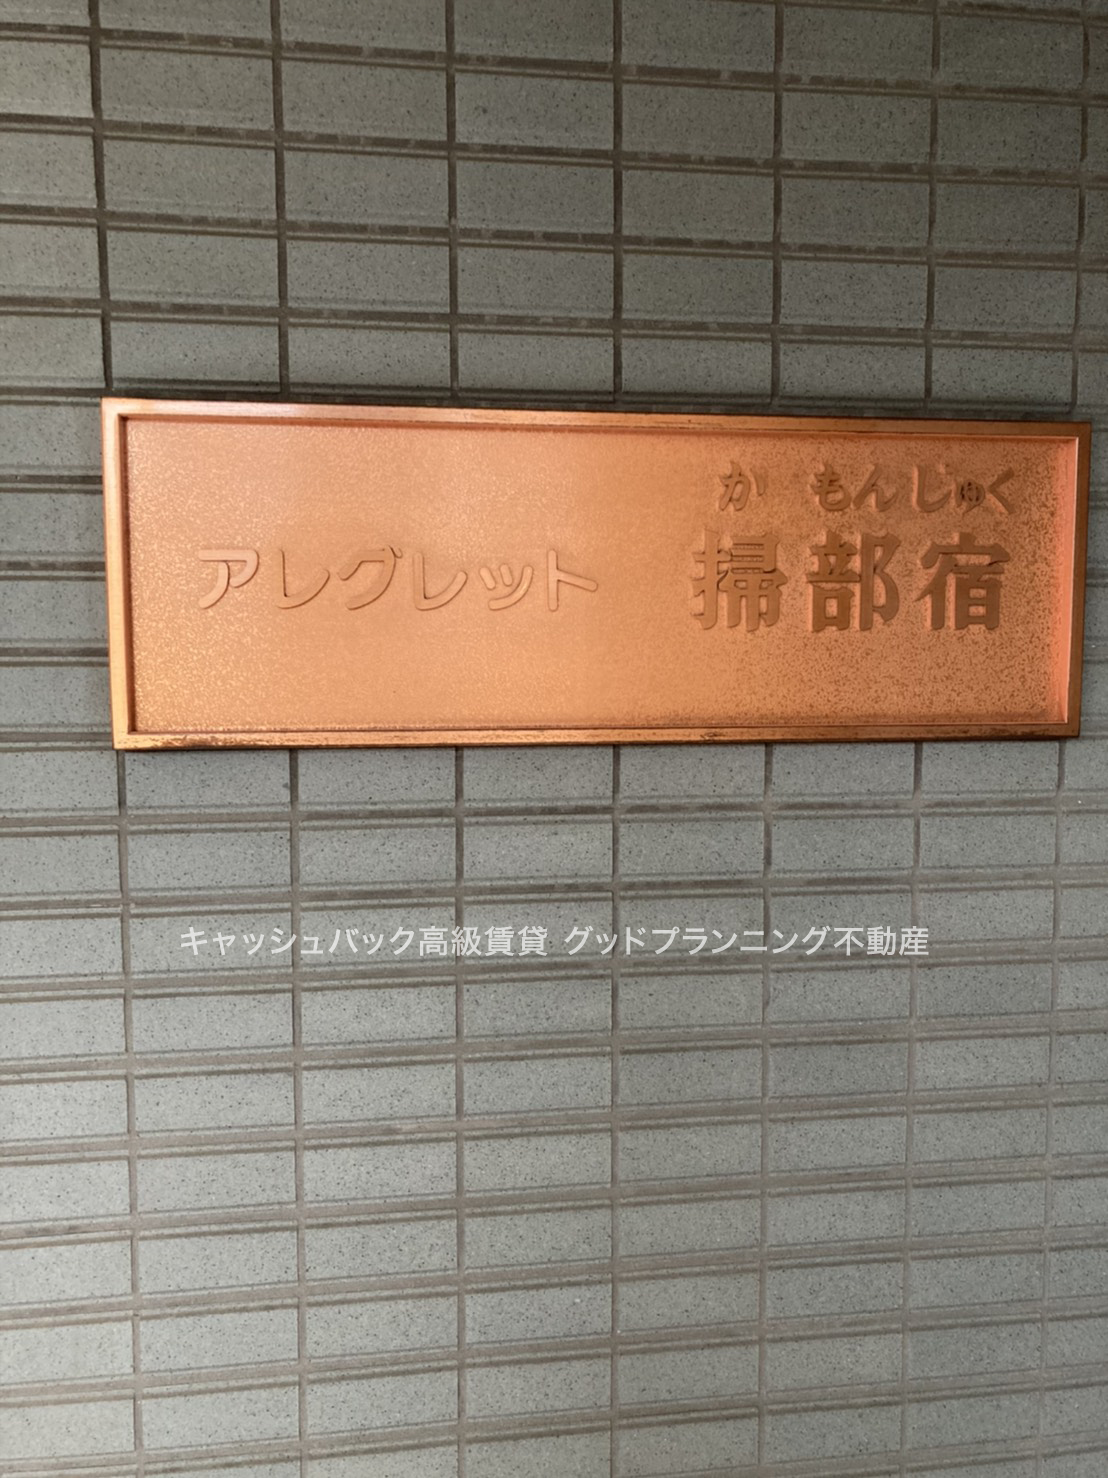 か もんじゅく
アレグレット 掃部宿
キャッシュバック高級賃貸 グッドプランニング不動産